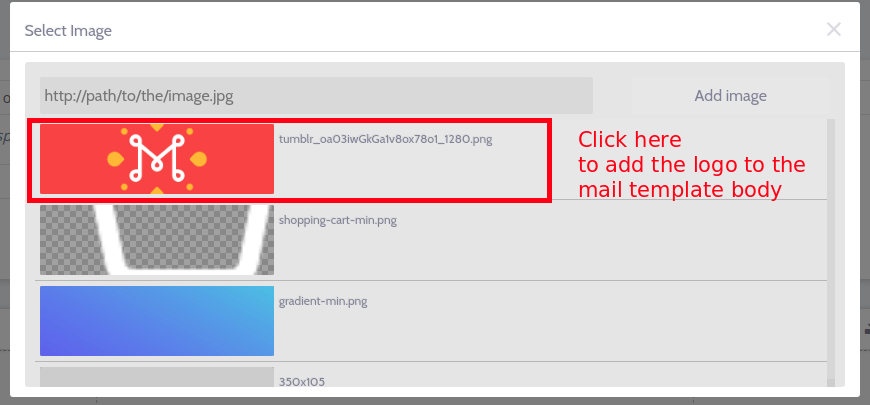 Select Image
http://path/to/the/image.jpg
Add image
tumblr_oa03iwGkGa1v8ox78o1_1280.png
Click here
to add the logo to the
mail template body
shopping-cart-min.png
gradient-min.png
350x105